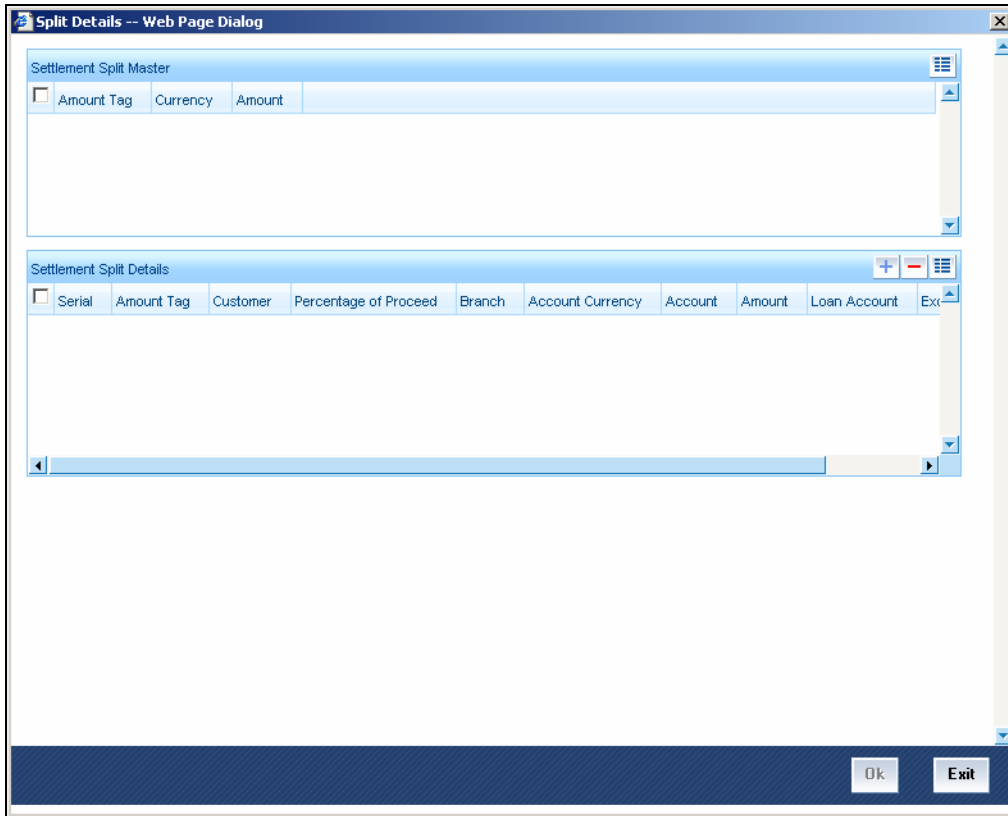 Split Details -- Web Page Dialog
Settlement Split Master
Amount Tag Currency Amount
Settlement Split Details
Serial Amount Tag Customer Percentage of Proceed Branch Account Currency Account Amount Loan Account Exc
Ok Exit